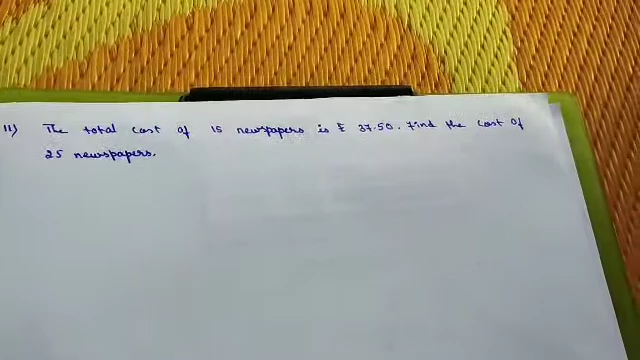 11) The total cost of 15 newspapers is ₹ 37.50. Find the cost of
25 newspapers.